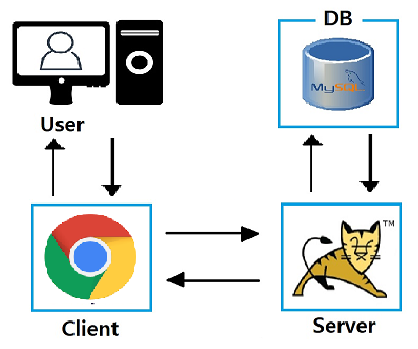 DB
MySQL
User
TM
Client
Server